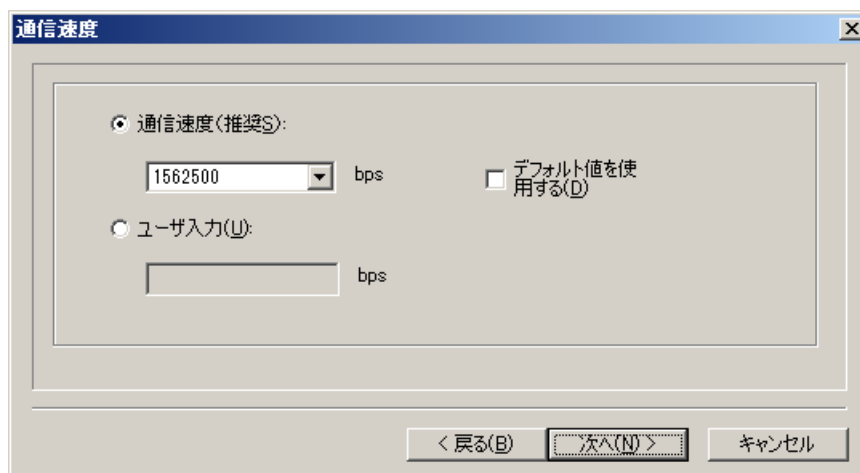 通信速度
通信速度(推奨S):
1562500
bps
デフォルト値を使
用する(D)
ユーザ入力(U):
bps
< 戻る(B)
次へ(N) >
キャンセル